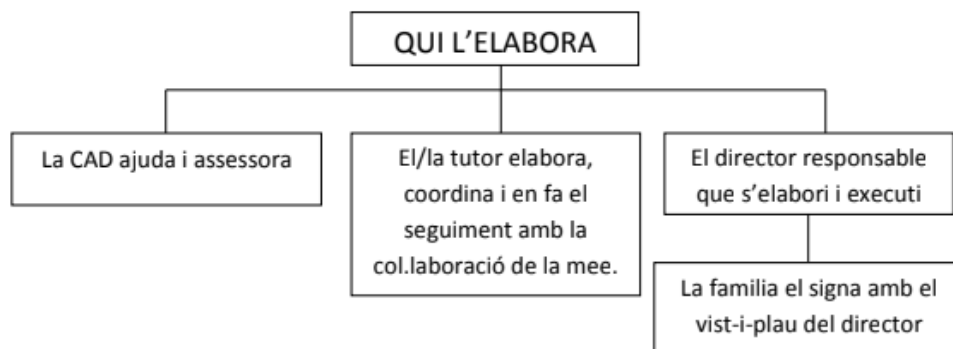 QUI L'ELABORA
La CAD ajuda i assessora
El/la tutor elabora,
coordina i en fa el
seguiment amb la
col.laboració de la mee.
El director responsable
que s'elabori i executi
La familia el signa amb el
vist-i-plau del director